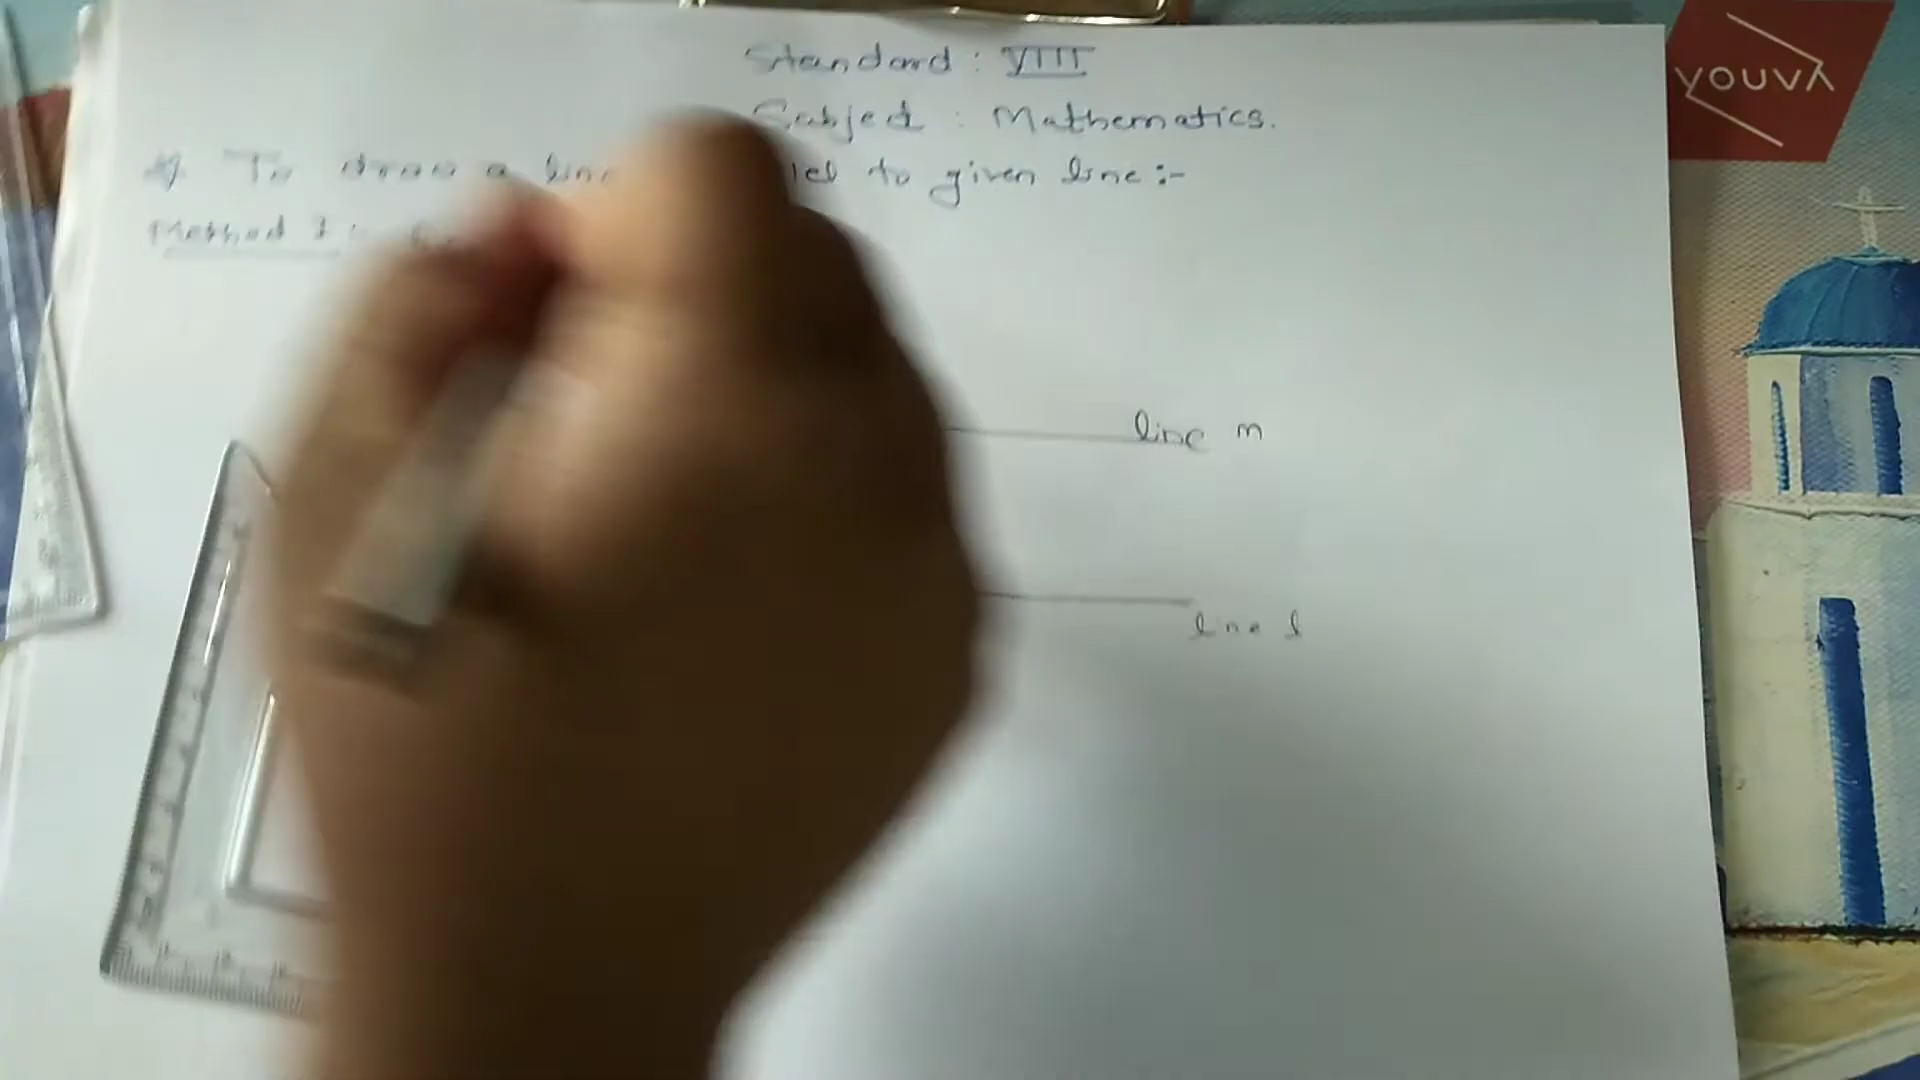 Standard : VIII
Subject : Mathematics.
To draw a line to given line :-
Method I :-
line m
line l
YOUVA